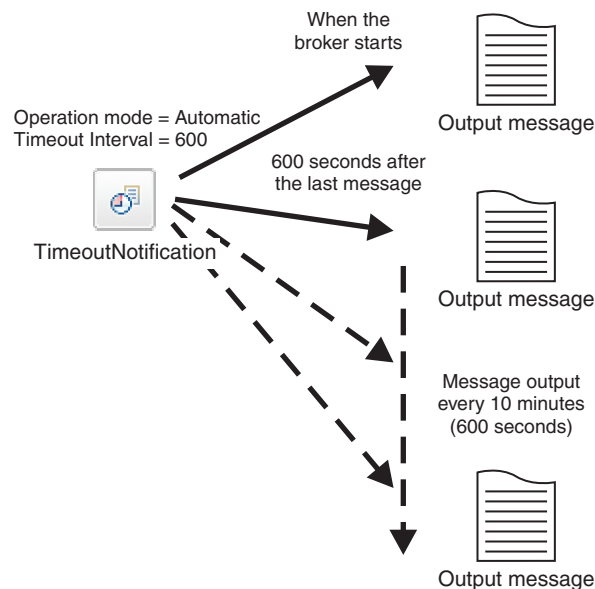 When the
broker starts
Operation mode = Automatic
Timeout Interval = 600
Output message
600 seconds after
the last message
TimeoutNotification
Output message
Message output
every 10 minutes
(600 seconds)
Output message